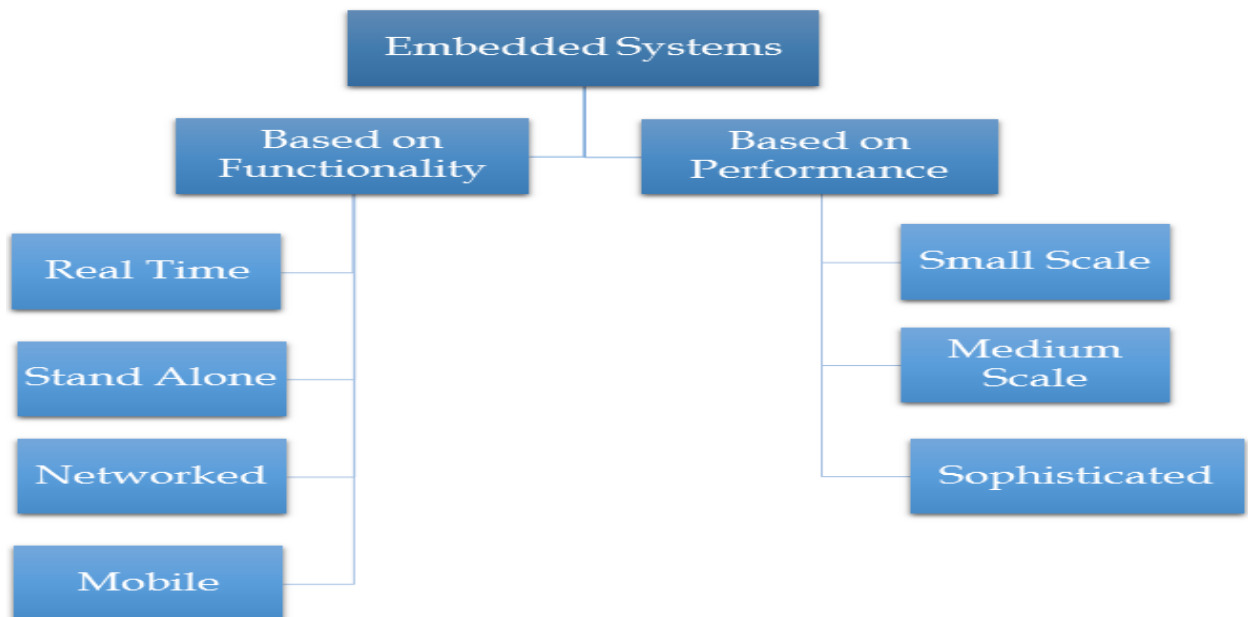 Embedded Systems
Based on
Functionality
Based on
Performance
Real Time
Stand Alone
Networked
Mobile
Small Scale
Medium
Scale
Sophisticated